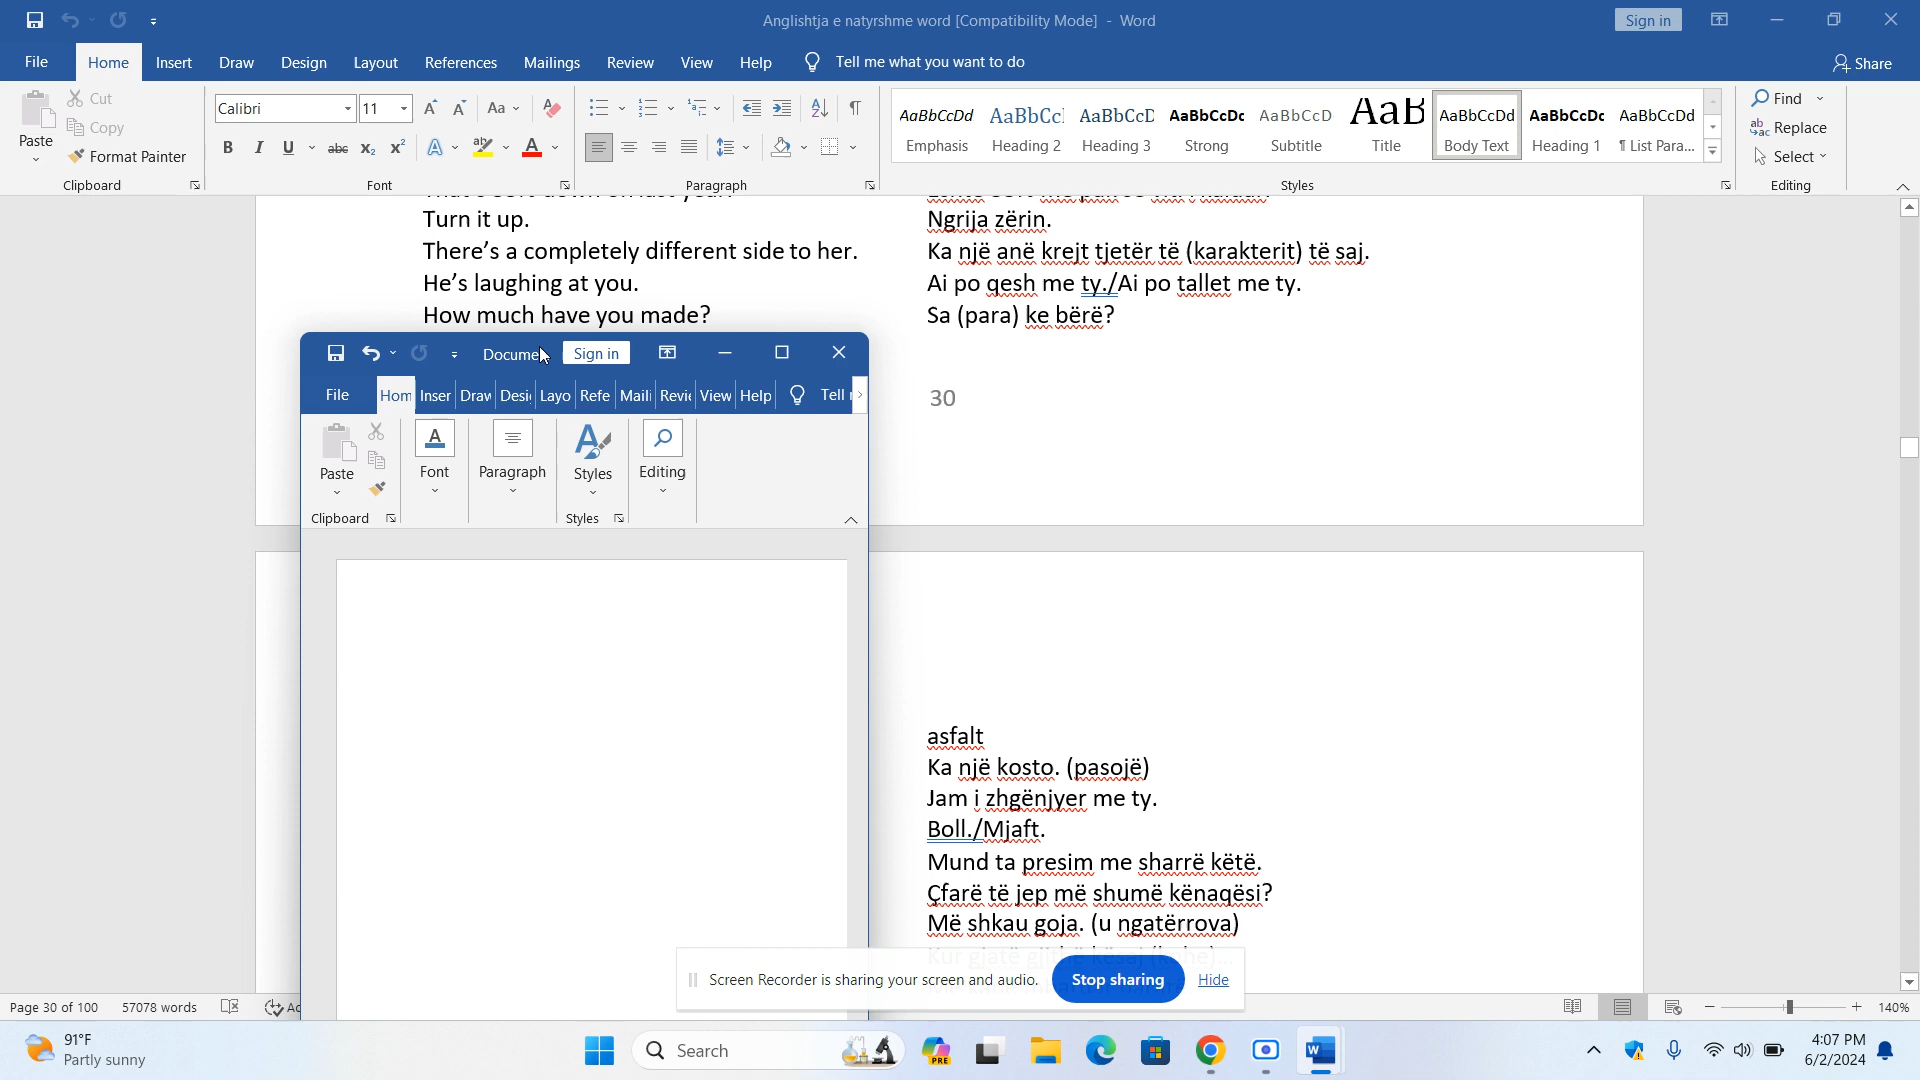 Anglishtja e natyrshme word [Compatibility Mode] - Word
Sign in
File Home Insert Draw Design Layout References Mailings Review View Help Tell me what you want to do Share
Paste Cut Copy Format Painter Clipboard
Calibri 11 Font
Paragraph
AaBbCcDd Emphasis
AaBbCc Heading 2
AaBbCcD Heading 3
AaBbCcDc Strong
AaBbCcD Subtitle
AaB Title
AaBbCcDd Body Text
AaBbCcDc Heading 1
AaBbCcDd ¶ List Para...
Styles
Find Replace Select Editing
Turn it up.
There's a completely different side to her.
He's laughing at you.
How much have you made?
Ngrija zërin.
Ka një anë krejt tjetër të (karakterit) të saj.
Ai po qesh me ty./Ai po tallet me ty.
Sa (para) ke bërë?
30
Docume Sign in
File Hom Inser Drav Desi Layo Refe Maili Revie View Help Tell
Paste Font Paragraph Styles Editing
Clipboard Styles
asfalt
Ka një kosto. (pasojë)
Jam i zhgënjyer me ty.
Boll./Mjaft.
Mund ta presim me sharrë këtë.
Çfarë të jep më shumë kënaqësi?
Më shkau goja. (u ngatërrova)
Screen Recorder is sharing your screen and audio. Stop sharing Hide
Page 30 of 100 57078 words 140%
91°F
Partly sunny
Search
PRE
4:07 PM
6/2/2024